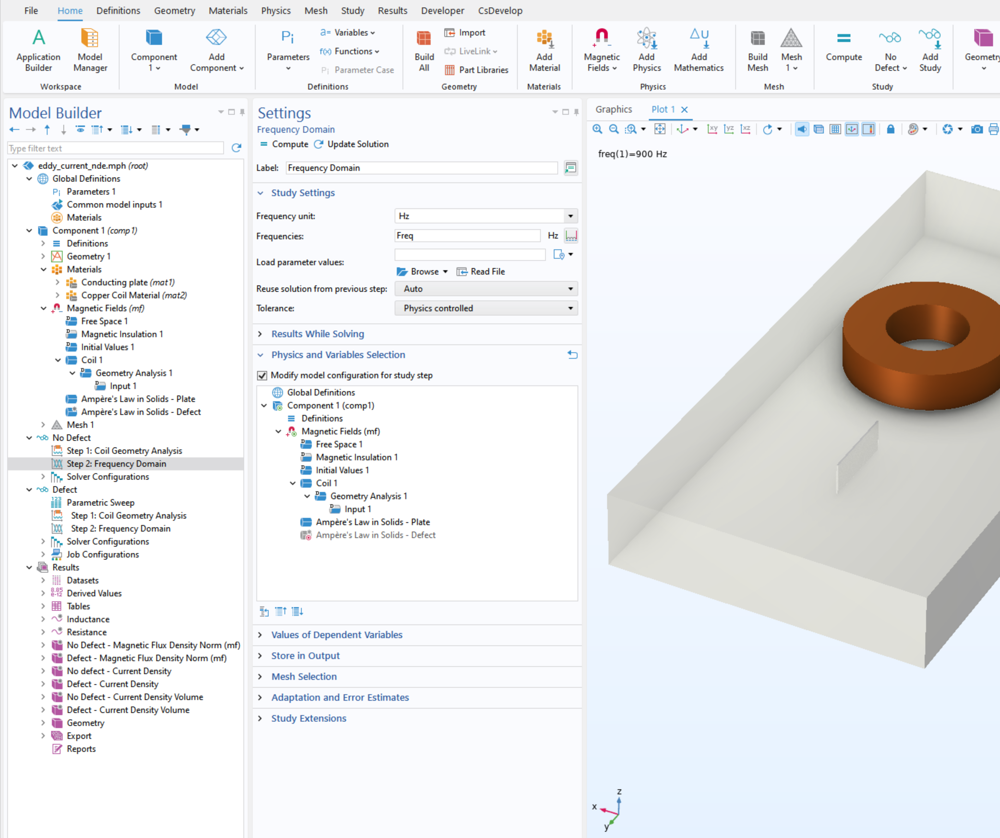 File Home Definitions Geometry Materials Physics Mesh Study Results Developer CsDevelop
Application Builder
Model Manager
Workspace
Component 1
Add Component
Model
Pi Parameters
a= Variables
f(x) Functions
Pi Parameter Case
Definitions
Build All
Import
LiveLink
Part Libraries
Geometry
Add Material
Materials
Magnetic Fields
Add Physics
Δu Add Mathematics
Physics
Build Mesh
Mesh 1
Mesh
Compute
No Defect
Add Study
Study
Geometry
Model Builder
Type filter text
eddy_current_nde.mph (root)
Global Definitions
Pi Parameters 1
Common model inputs 1
Materials
Component 1 (comp1)
Definitions
Geometry 1
Materials
Conducting plate (mat1)
Copper Coil Material (mat2)
Magnetic Fields (mf)
D Free Space 1
D Magnetic Insulation 1
D Initial Values 1
Coil 1
D Geometry Analysis 1
D Input 1
Ampère's Law in Solids - Plate
Ampère's Law in Solids - Defect
Mesh 1
No Defect
Step 1: Coil Geometry Analysis
Step 2: Frequency Domain
Solver Configurations
Defect
123 Parametric Sweep
Step 1: Coil Geometry Analysis
Step 2: Frequency Domain
Solver Configurations
Job Configurations
Results
Datasets
8.85 e-12 Derived Values
Tables
Inductance
Resistance
No Defect - Magnetic Flux Density Norm (mf)
Defect - Magnetic Flux Density Norm (mf)
No defect - Current Density
Defect - Current Density
No Defect - Current Density Volume
Defect - Current Density Volume
Geometry
Export
Reports
Settings
Frequency Domain
= Compute Update Solution
Label: Frequency Domain
Study Settings
Frequency unit: Hz
Frequencies: Freq Hz
Load parameter values:
Browse Read File
Reuse solution from previous step: Auto
Tolerance: Physics controlled
Results While Solving
Physics and Variables Selection
Modify model configuration for study step
Global Definitions
Component 1 (comp1)
Definitions
Magnetic Fields (mf)
D Free Space 1
D Magnetic Insulation 1
D Initial Values 1
Coil 1
D Geometry Analysis 1
D Input 1
Ampère's Law in Solids - Plate
Ampère's Law in Solids - Defect
Values of Dependent Variables
Store in Output
Mesh Selection
Adaptation and Error Estimates
Study Extensions
Graphics Plot 1
xy yz xz
freq(1)=900 Hz
z
x
y